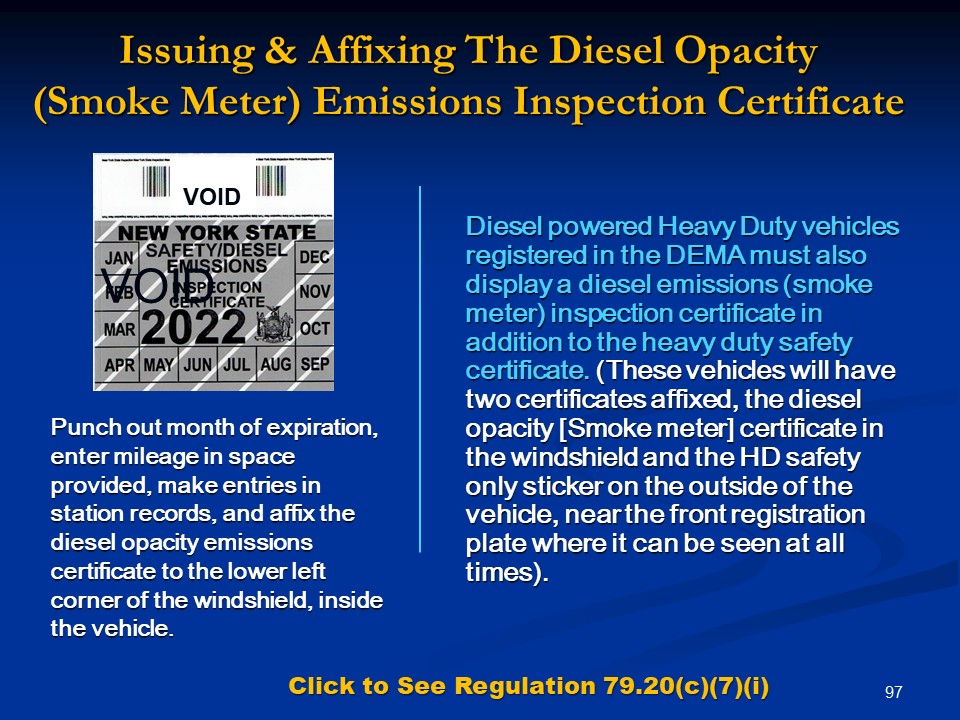 Issuing & Affixing The Diesel Opacity
(Smoke Meter) Emissions Inspection Certificate
VOID
NEW YORK STATE
SAFETY/DIESEL
EMISSIONS
INSPECTION
CERTIFICATE
2022
VOID
JAN
FEB
MAR
APR
MAY
JUN
JUL
AUG
SEP
OCT
NOV
DEC
Punch out month of expiration,
enter mileage in space
provided, make entries in
station records, and affix the
diesel opacity emissions
certificate to the lower left
corner of the windshield, inside
the vehicle.
Diesel powered Heavy Duty vehicles
registered in the DEMA must also
display a diesel emissions (smoke
meter) inspection certificate in
addition to the heavy duty safety
certificate. (These vehicles will have
two certificates affixed, the diesel
opacity [Smoke meter] certificate in
the windshield and the HD safety
only sticker on the outside of the
vehicle, near the front registration
plate where it can be seen at all
times).
Click to See Regulation 79.20(c)(7)(i)
97